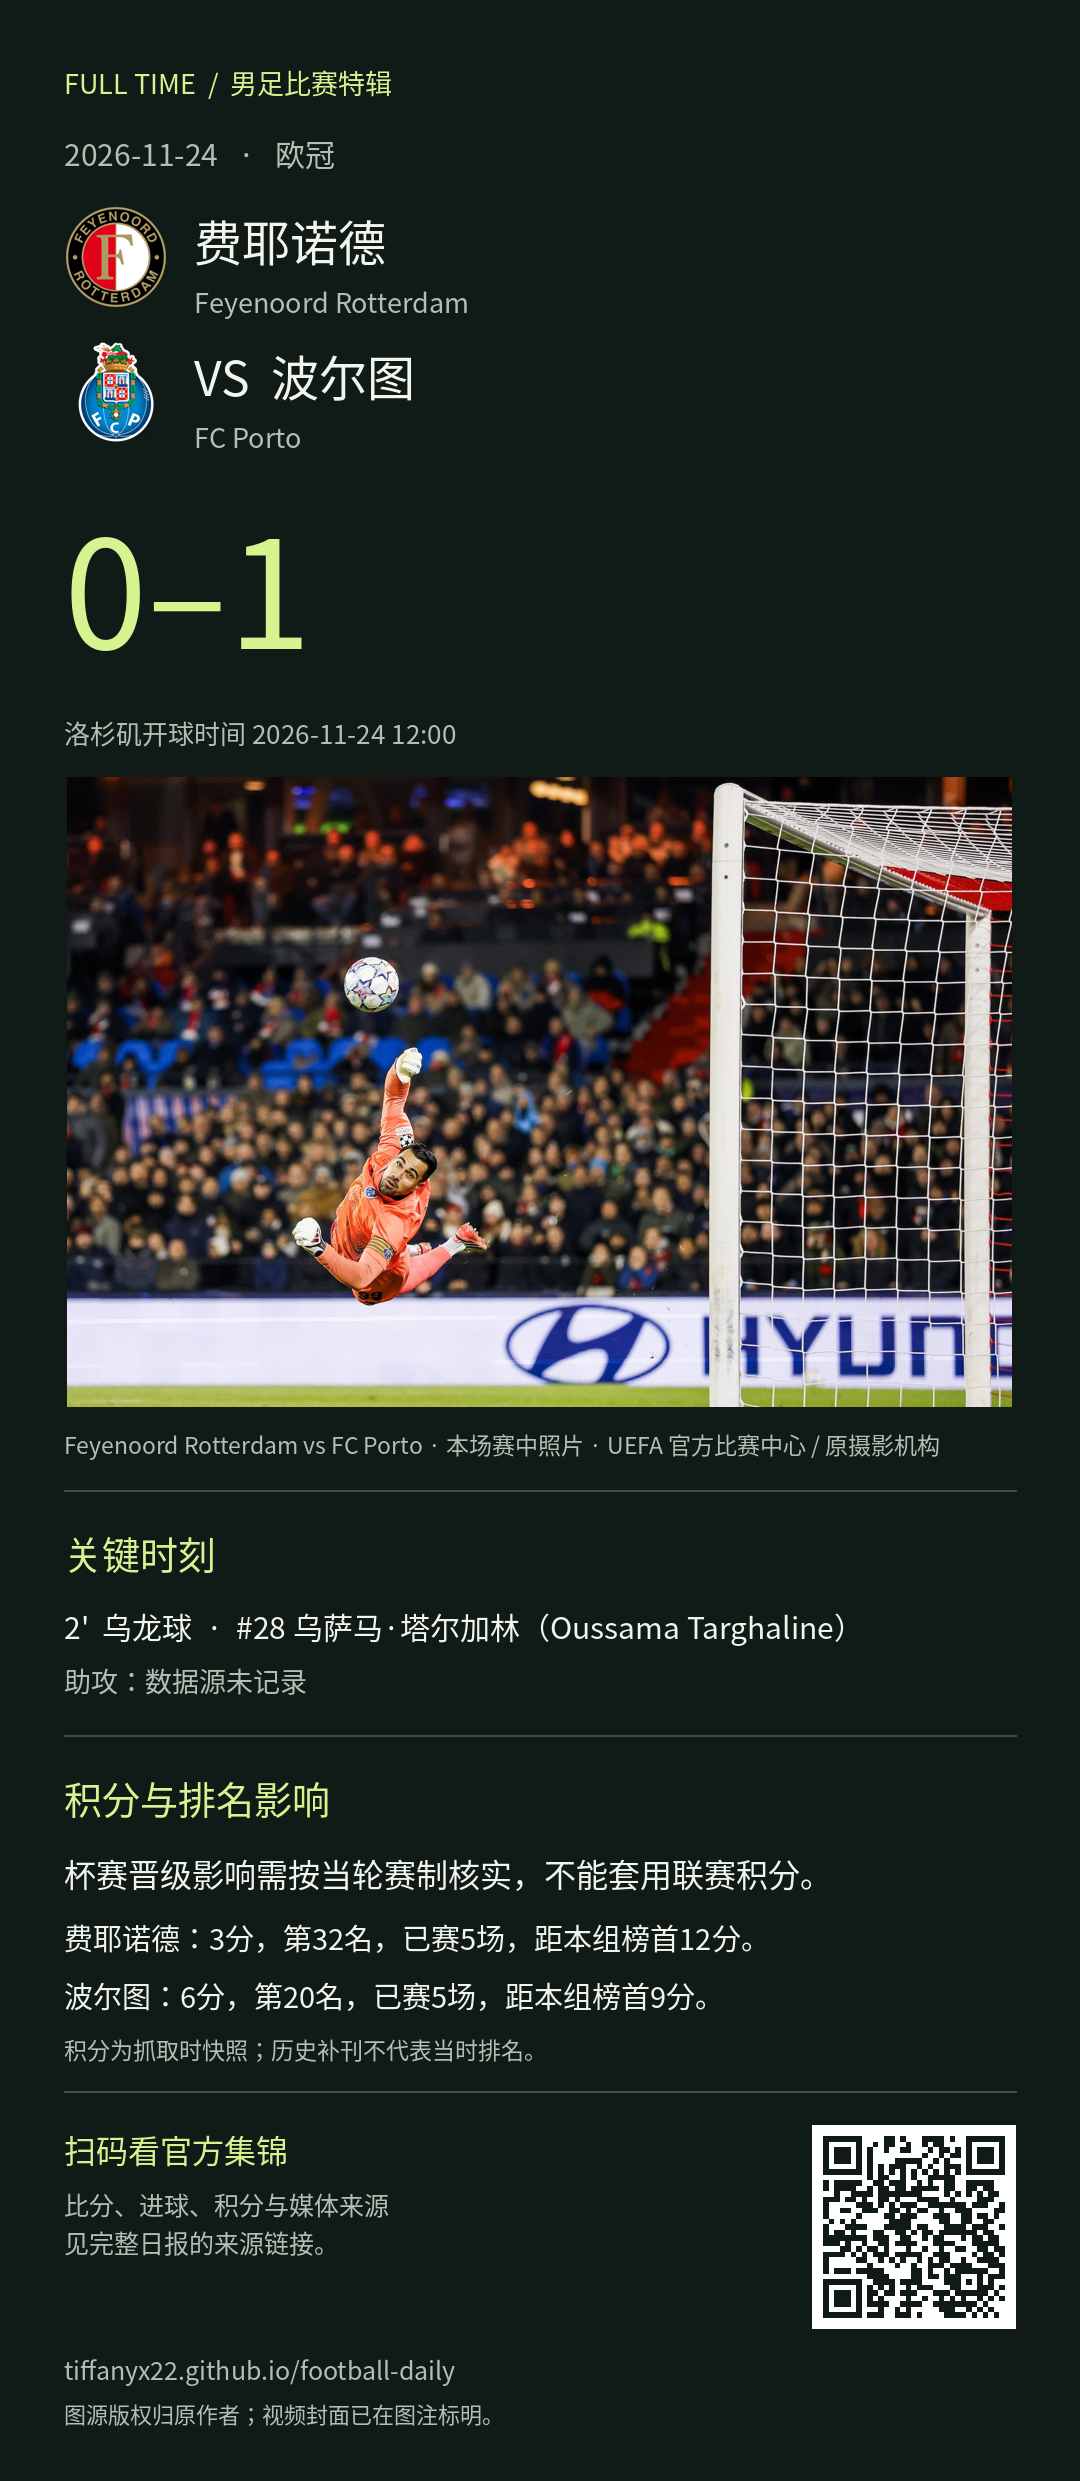 FULL TIME / 男足比赛特辑
2026-11-24 · 欧冠
FEYENOORD
ROTTERDAM
F
费耶诺德
Feyenoord Rotterdam
F C P
VS 波尔图
FC Porto
0–1
洛杉矶开球时间 2026-11-24 12:00
99
HYUND
Feyenoord Rotterdam vs FC Porto · 本场赛中照片 · UEFA 官方比赛中心 / 原摄影机构
关键时刻
2' 乌龙球 · #28 乌萨马·塔尔加林（Oussama Targhaline）
助攻：数据源未记录
积分与排名影响
杯赛晋级影响需按当轮赛制核实，不能套用联赛积分。
费耶诺德：3分，第32名，已赛5场，距本组榜首12分。
波尔图：6分，第20名，已赛5场，距本组榜首9分。
积分为抓取时快照；历史补刊不代表当时排名。
扫码看官方集锦
比分、进球、积分与媒体来源
见完整日报的来源链接。
tiffanyx22.github.io/football-daily
图源版权归原作者；视频封面已在图注标明。